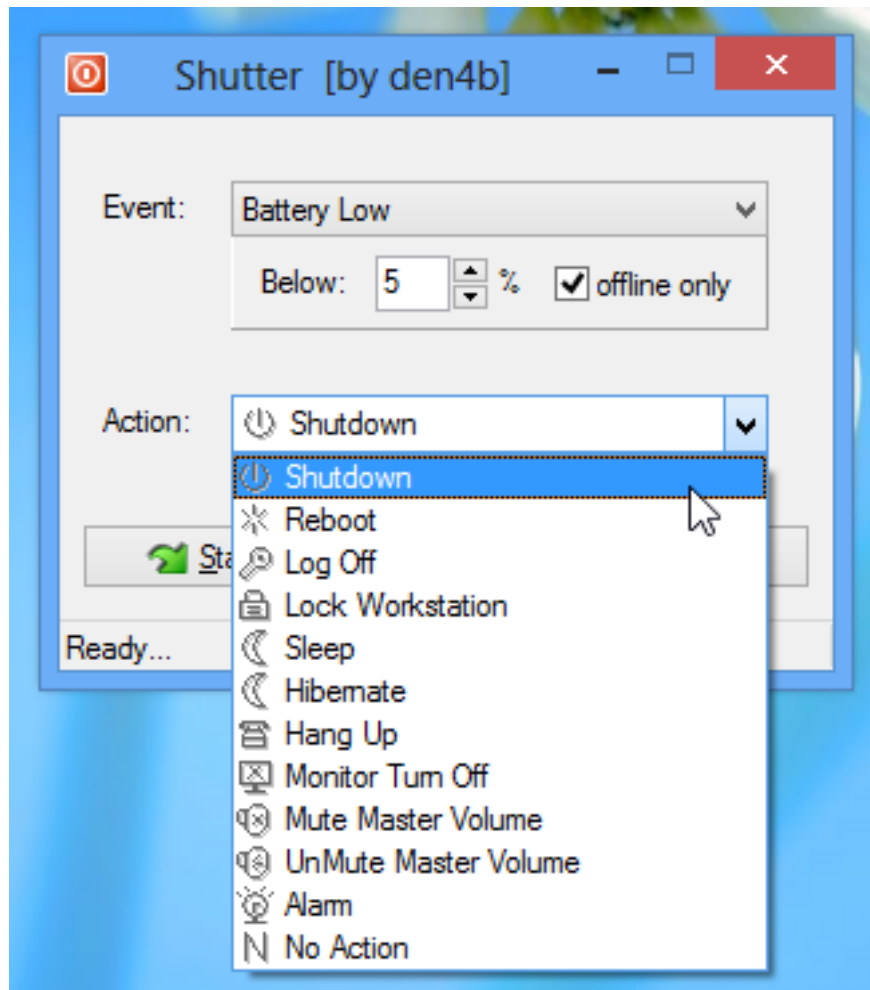 Shutter [by den4b]
Event: Battery Low
Below: 5 % offline only
Action: Shutdown
Shutdown
Reboot
Log Off
Lock Workstation
Sleep
Hibernate
Hang Up
Monitor Turn Off
Mute Master Volume
UnMute Master Volume
Alarm
No Action
Ready...